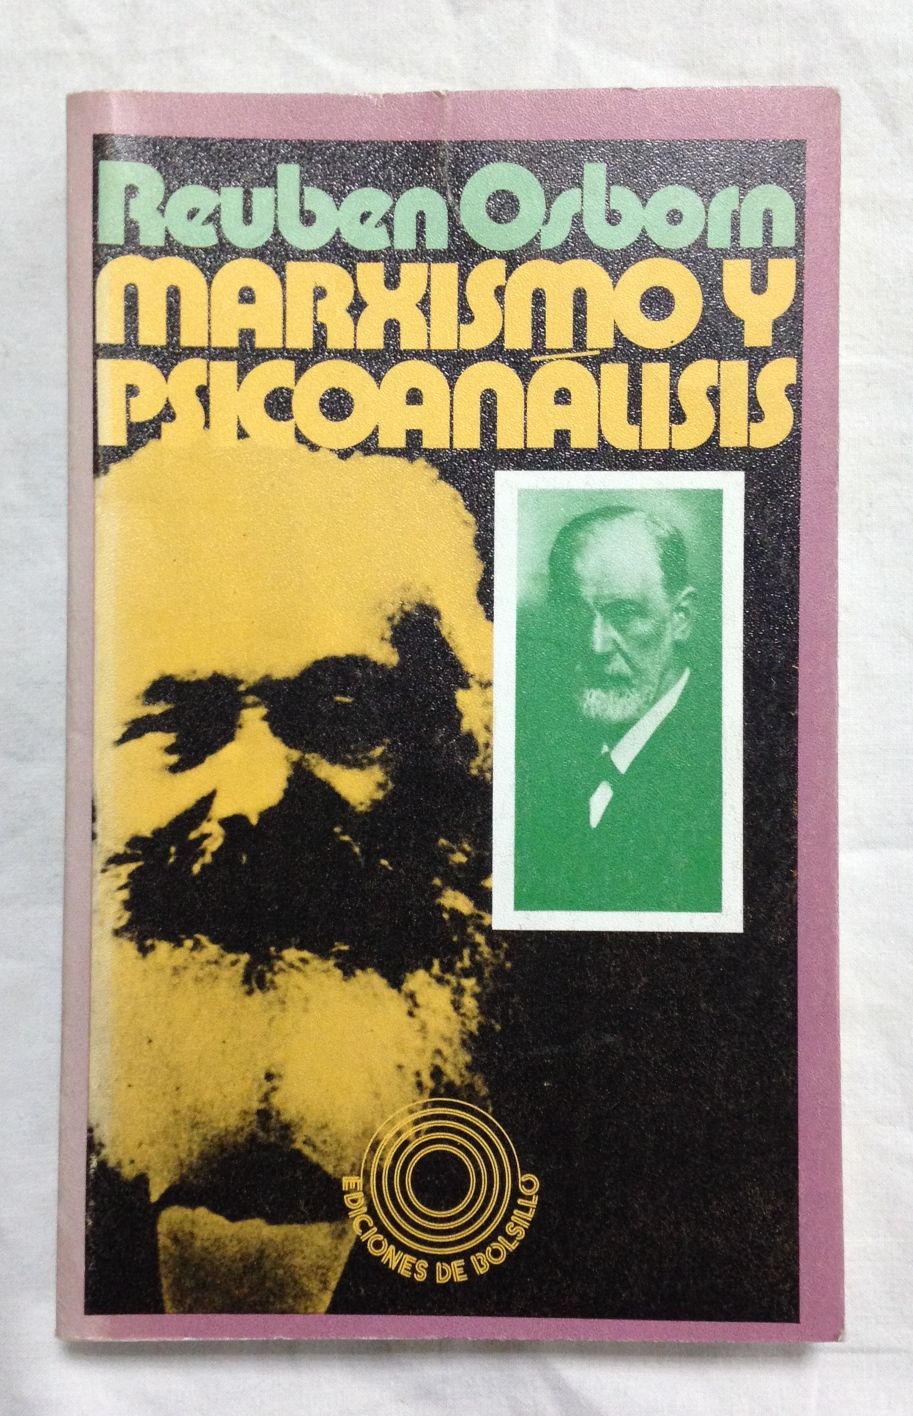 Reuben Osborn
MARXISMO Y
PSICOANÁLISIS
EDICIONES DE BOLSILLO